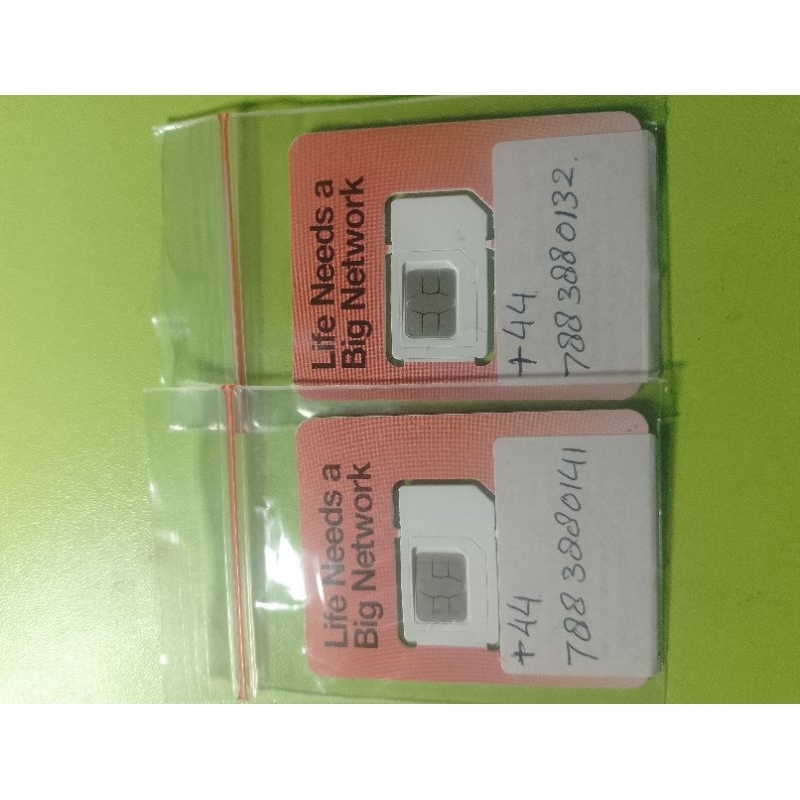 Life Needs a
Big Network
+44
7883880132.
Life Needs a
Big Network
+44
7883880141